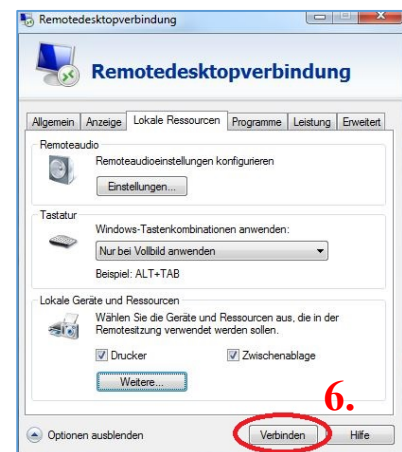 Remotedesktopverbindung
Remotedesktopverbindung
Allgemein Anzeige Lokale Ressourcen Programme Leistung Erweitert
Remoteaudio
Remoteaudioeinstellungen konfigurieren
Einstellungen...
Tastatur
Windows-Tastenkombinationen anwenden:
Nur bei Vollbild anwenden
Beispiel: ALT+TAB
Lokale Geräte und Ressourcen
Wählen Sie die Geräte und Ressourcen aus, die in der
Remotesitzung verwendet werden sollen.
Drucker Zwischenablage
Weitere...
6.
Optionen ausblenden Verbinden Hilfe